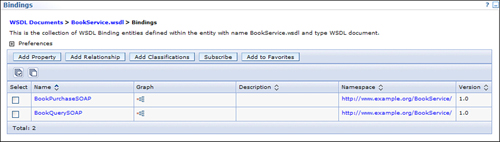 Bindings
?
WSDL Documents > BookService.wsdl > Bindings
This is the collection of WSDL Binding entities defined within the entity with name BookService.wsdl and type WSDL document.
Preferences
Add Property Add Relationship Add Classifications Subscribe Add to Favorites
Select Name Graph Description Namespace Version
BookPurchaseSOAP http://www.example.org/BookService/ 1.0
BookQuerySOAP http://www.example.org/BookService/ 1.0
Total: 2